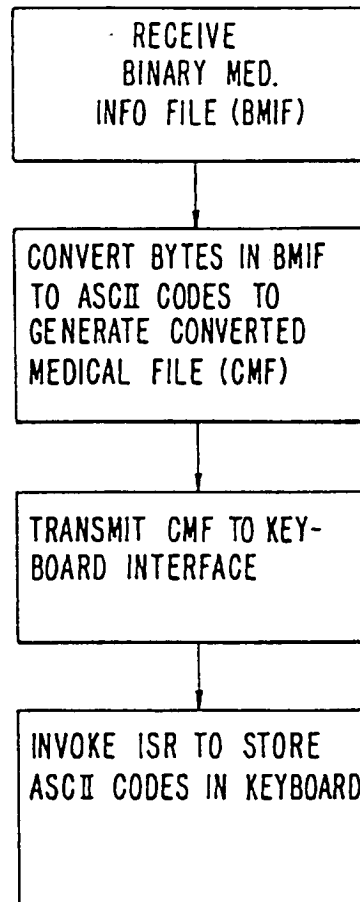 RECEIVE
BINARY MED.
INFO FILE (BMIF)
CONVERT BYTES IN BMIF
TO ASCII CODES TO
GENERATE CONVERTED
MEDICAL FILE (CMF)
TRANSMIT CMF TO KEY-
BOARD INTERFACE
INVOKE ISR TO STORE
ASCII CODES IN KEYBOARD